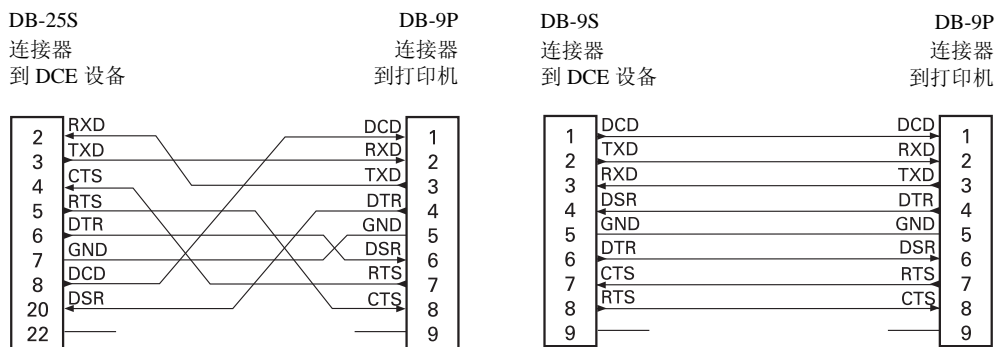 DB-25S
连接器
到 DCE 设备
DB-9P
连接器
到打印机
2 RXD DCD 1
3 TXD RXD 2
4 CTS TXD 3
5 RTS DTR 4
6 DTR GND 5
7 GND DSR 6
8 DCD RTS 7
20 DSR CTS 8
22 9
DB-9S
连接器
到 DCE 设备
DB-9P
连接器
到打印机
1 DCD DCD 1
2 TXD RXD 2
3 RXD TXD 3
4 DSR DTR 4
5 GND GND 5
6 DTR DSR 6
7 CTS RTS 7
8 RTS CTS 8
9 9